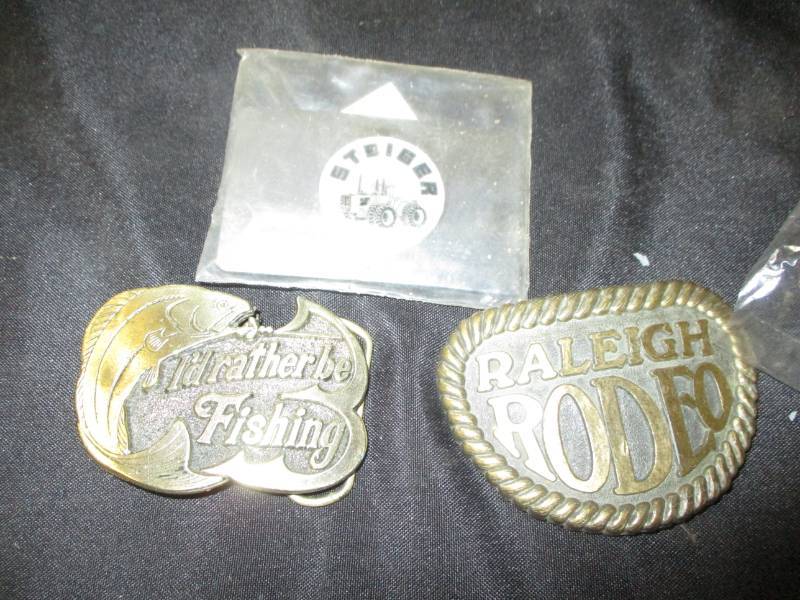 STEIGER
I'd rather be
Fishing
RALEIGH
RODEO